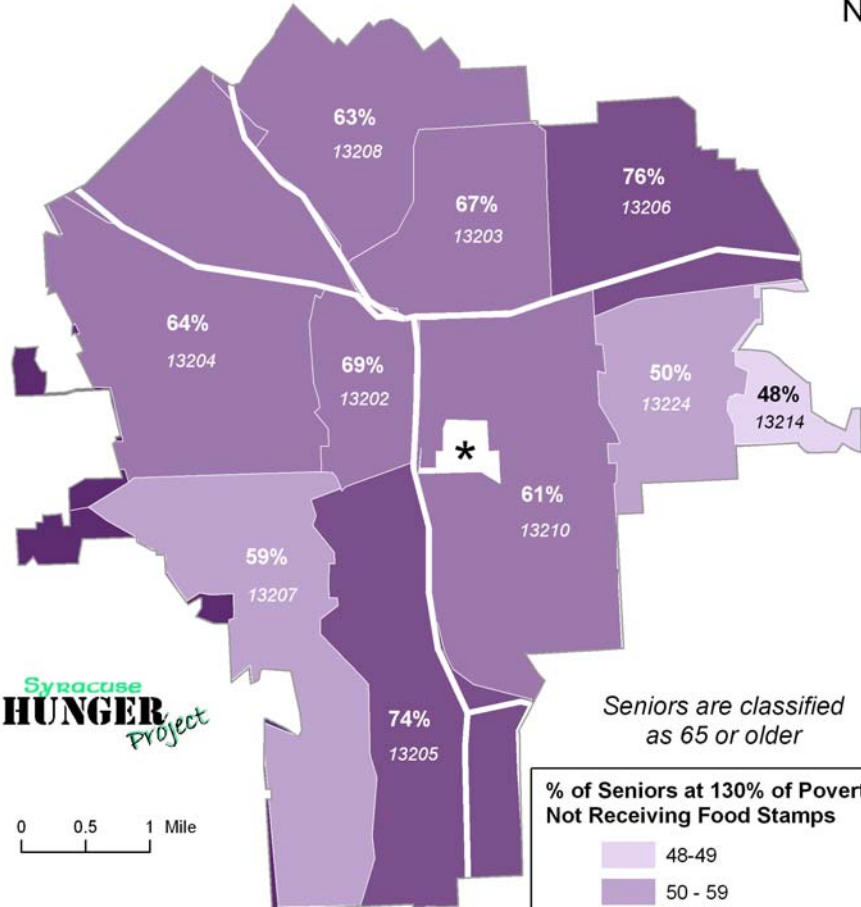 N
63%
13208
67%
13203
76%
13206
64%
13204
69%
13202
50%
13224
48%
13214
*
61%
13210
59%
13207
74%
13205
Syracuse
HUNGER
Project
0 0.5 1 Mile
Seniors are classified
as 65 or older
% of Seniors at 130% of
Not Receiving Food Stamps
48-49
50 - 59